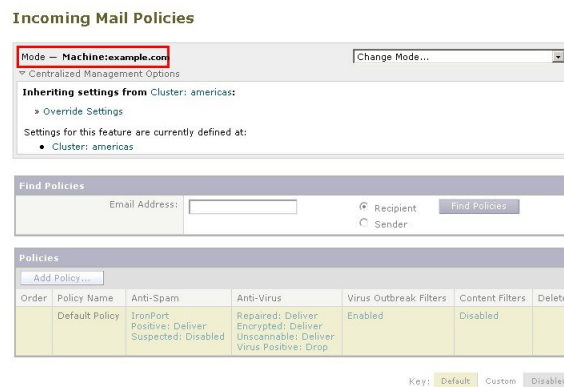 Incoming Mail Policies
Mode — Machine:example.com
Change Mode...
Centralized Management Options
Inheriting settings from Cluster: americas:
» Override Settings
Settings for this feature are currently defined at:
• Cluster: americas
Find Policies
Email Address:
Recipient
Find Policies
Sender
Policies
Add Policy...
Order Policy Name Anti-Spam Anti-Virus Virus Outbreak Filters Content Filters Delete
Default Policy IronPort Repaired: Deliver Enabled Disabled
Positive: Deliver Encrypted: Deliver
Suspected: Disabled Unscannable: Deliver
Virus Positive: Drop
Key: Default Custom Disabled